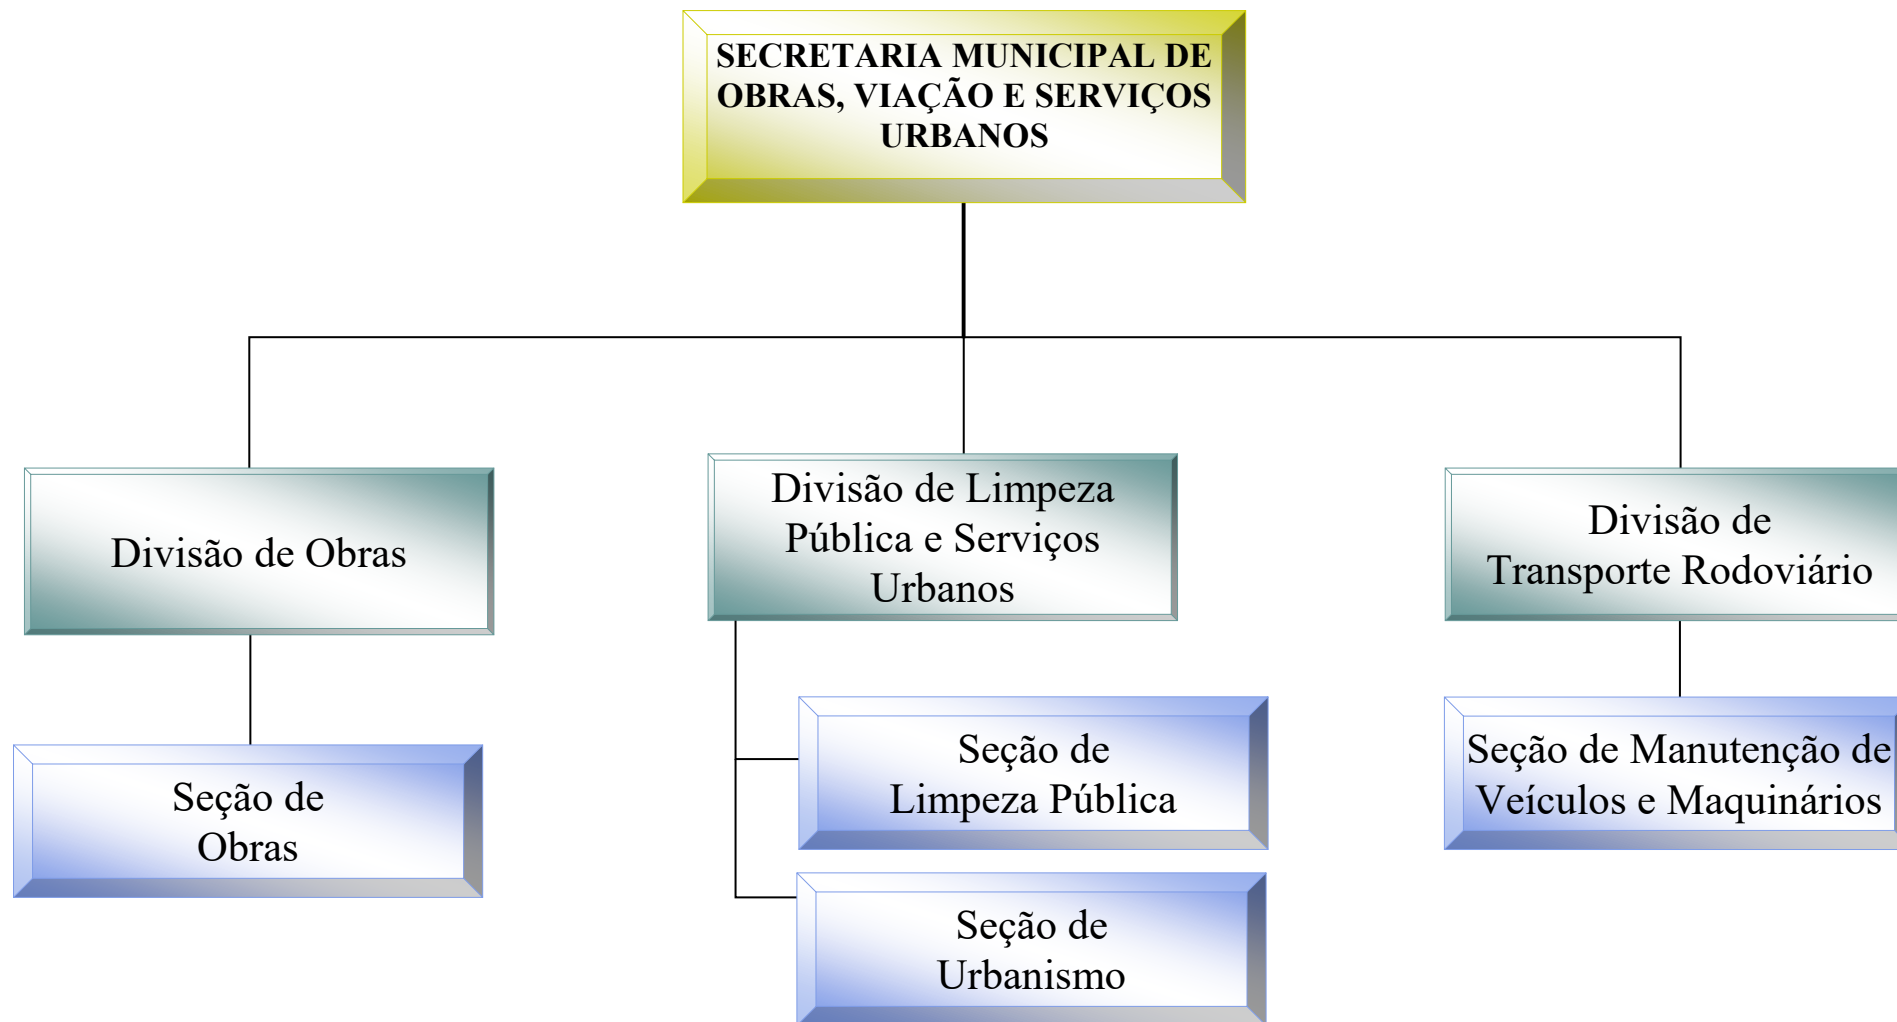 SECRETARIA MUNICIPAL DE
OBRAS, VIAÇÃO E SERVIÇOS
URBANOS
Divisão de Obras
Divisão de Limpeza
Pública e Serviços
Urbanos
Divisão de
Transporte Rodoviário
Seção de
Obras
Seção de
Limpeza Pública
Seção de Manutenção de
Veículos e Maquinários
Seção de
Urbanismo